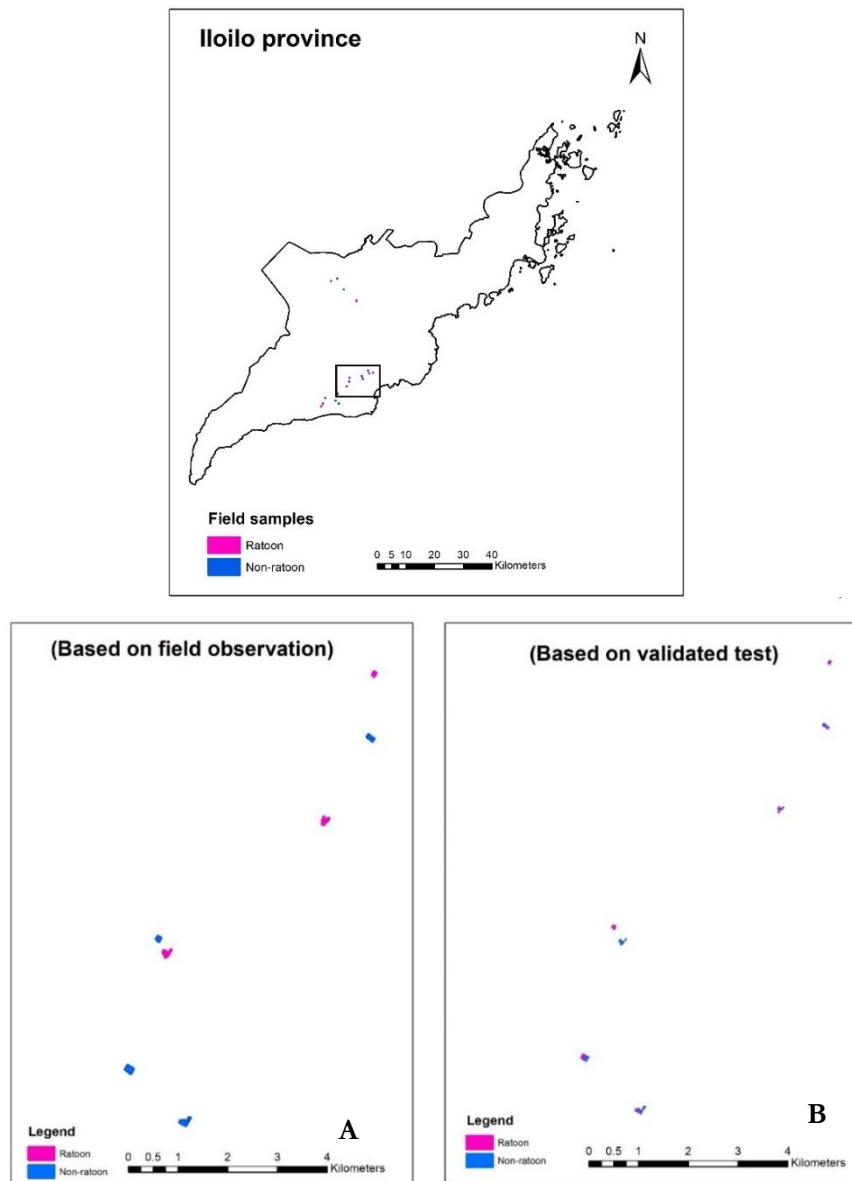 Iloilo province
N
Field samples
Ratoon
Non-ratoon
0 5 10 20 30 40
Kilometers
(Based on field observation)
Legend
Ratoon
Non-ratoon
0 0.5 1 2 3 4
Kilometers
A
(Based on validated test)
Legend
Ratoon
Non-ratoon
0 0.5 1 2 3 4
Kilometers
B